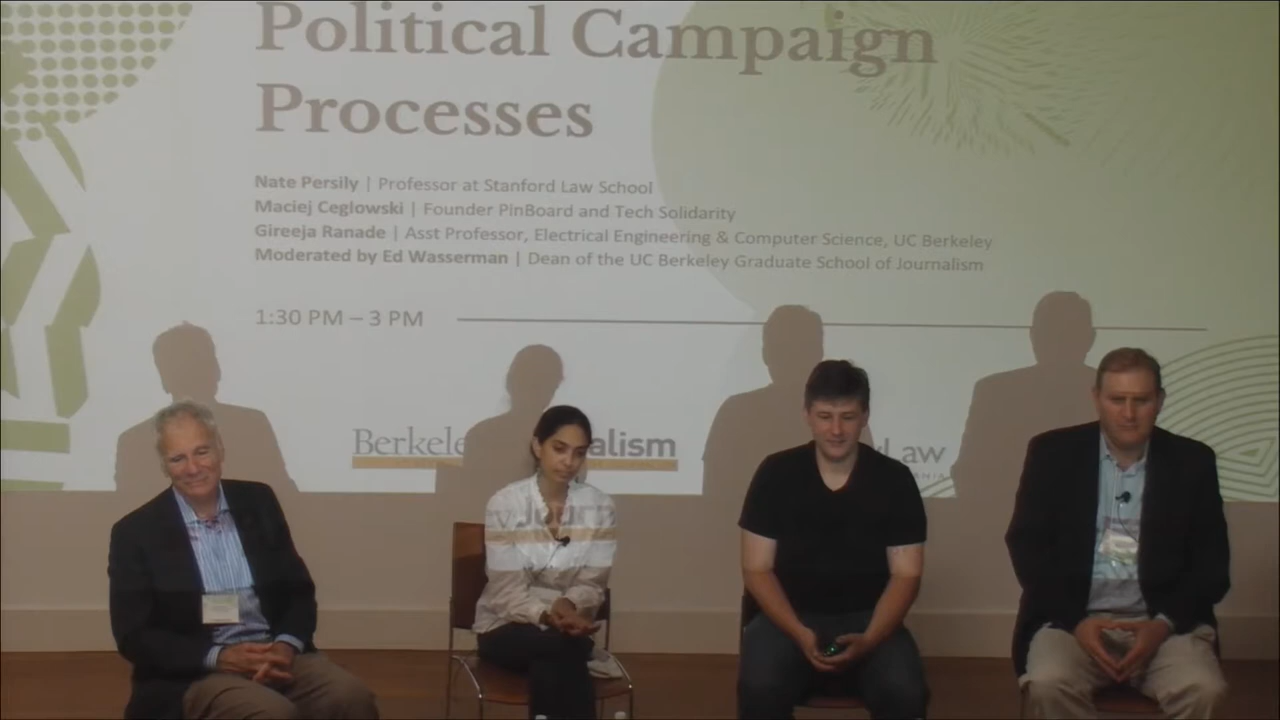 Political Campaign
Processes
Nate Persily | Professor at Stanford Law School
Maciej Ceglowski | Founder PinBoard and Tech Solidarity
Gireeja Ranade | Asst Professor, Electrical Engineering & Computer Science, UC Berkeley
Moderated by Ed Wasserman | Dean of the UC Berkeley Graduate School of Journalism
1:30 PM – 3 PM
Berkele alism
Law